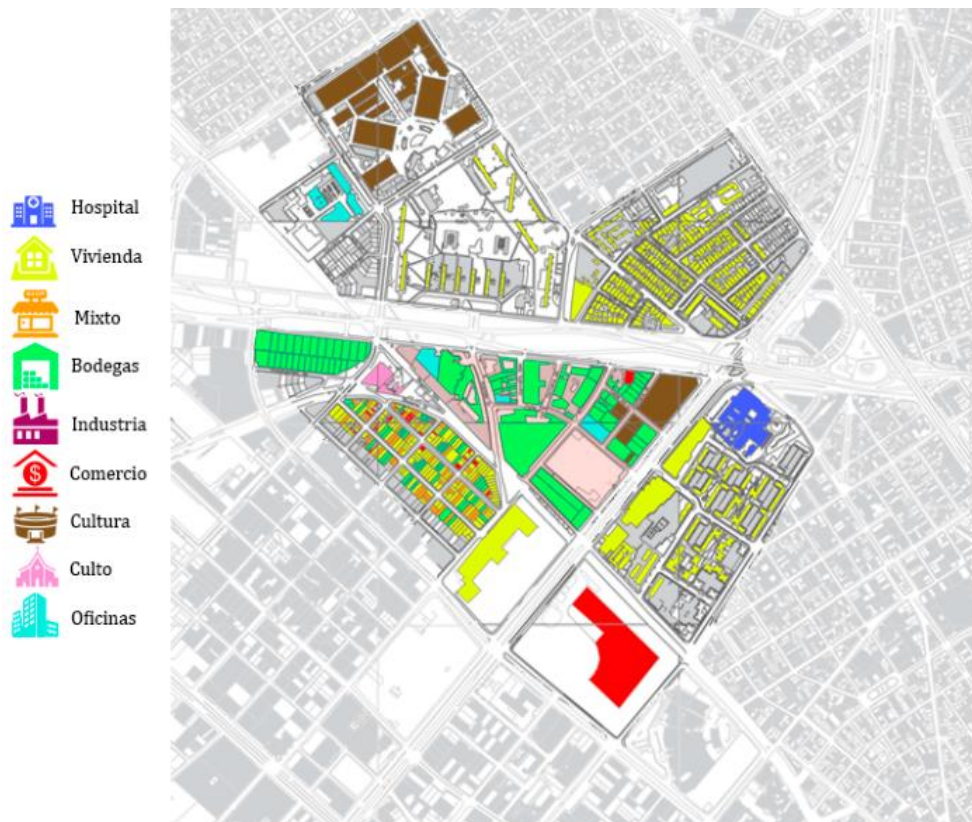 Hospital
Vivienda
Mixto
Bodegas
Industria
Comercio
Cultura
Culto
Oficinas